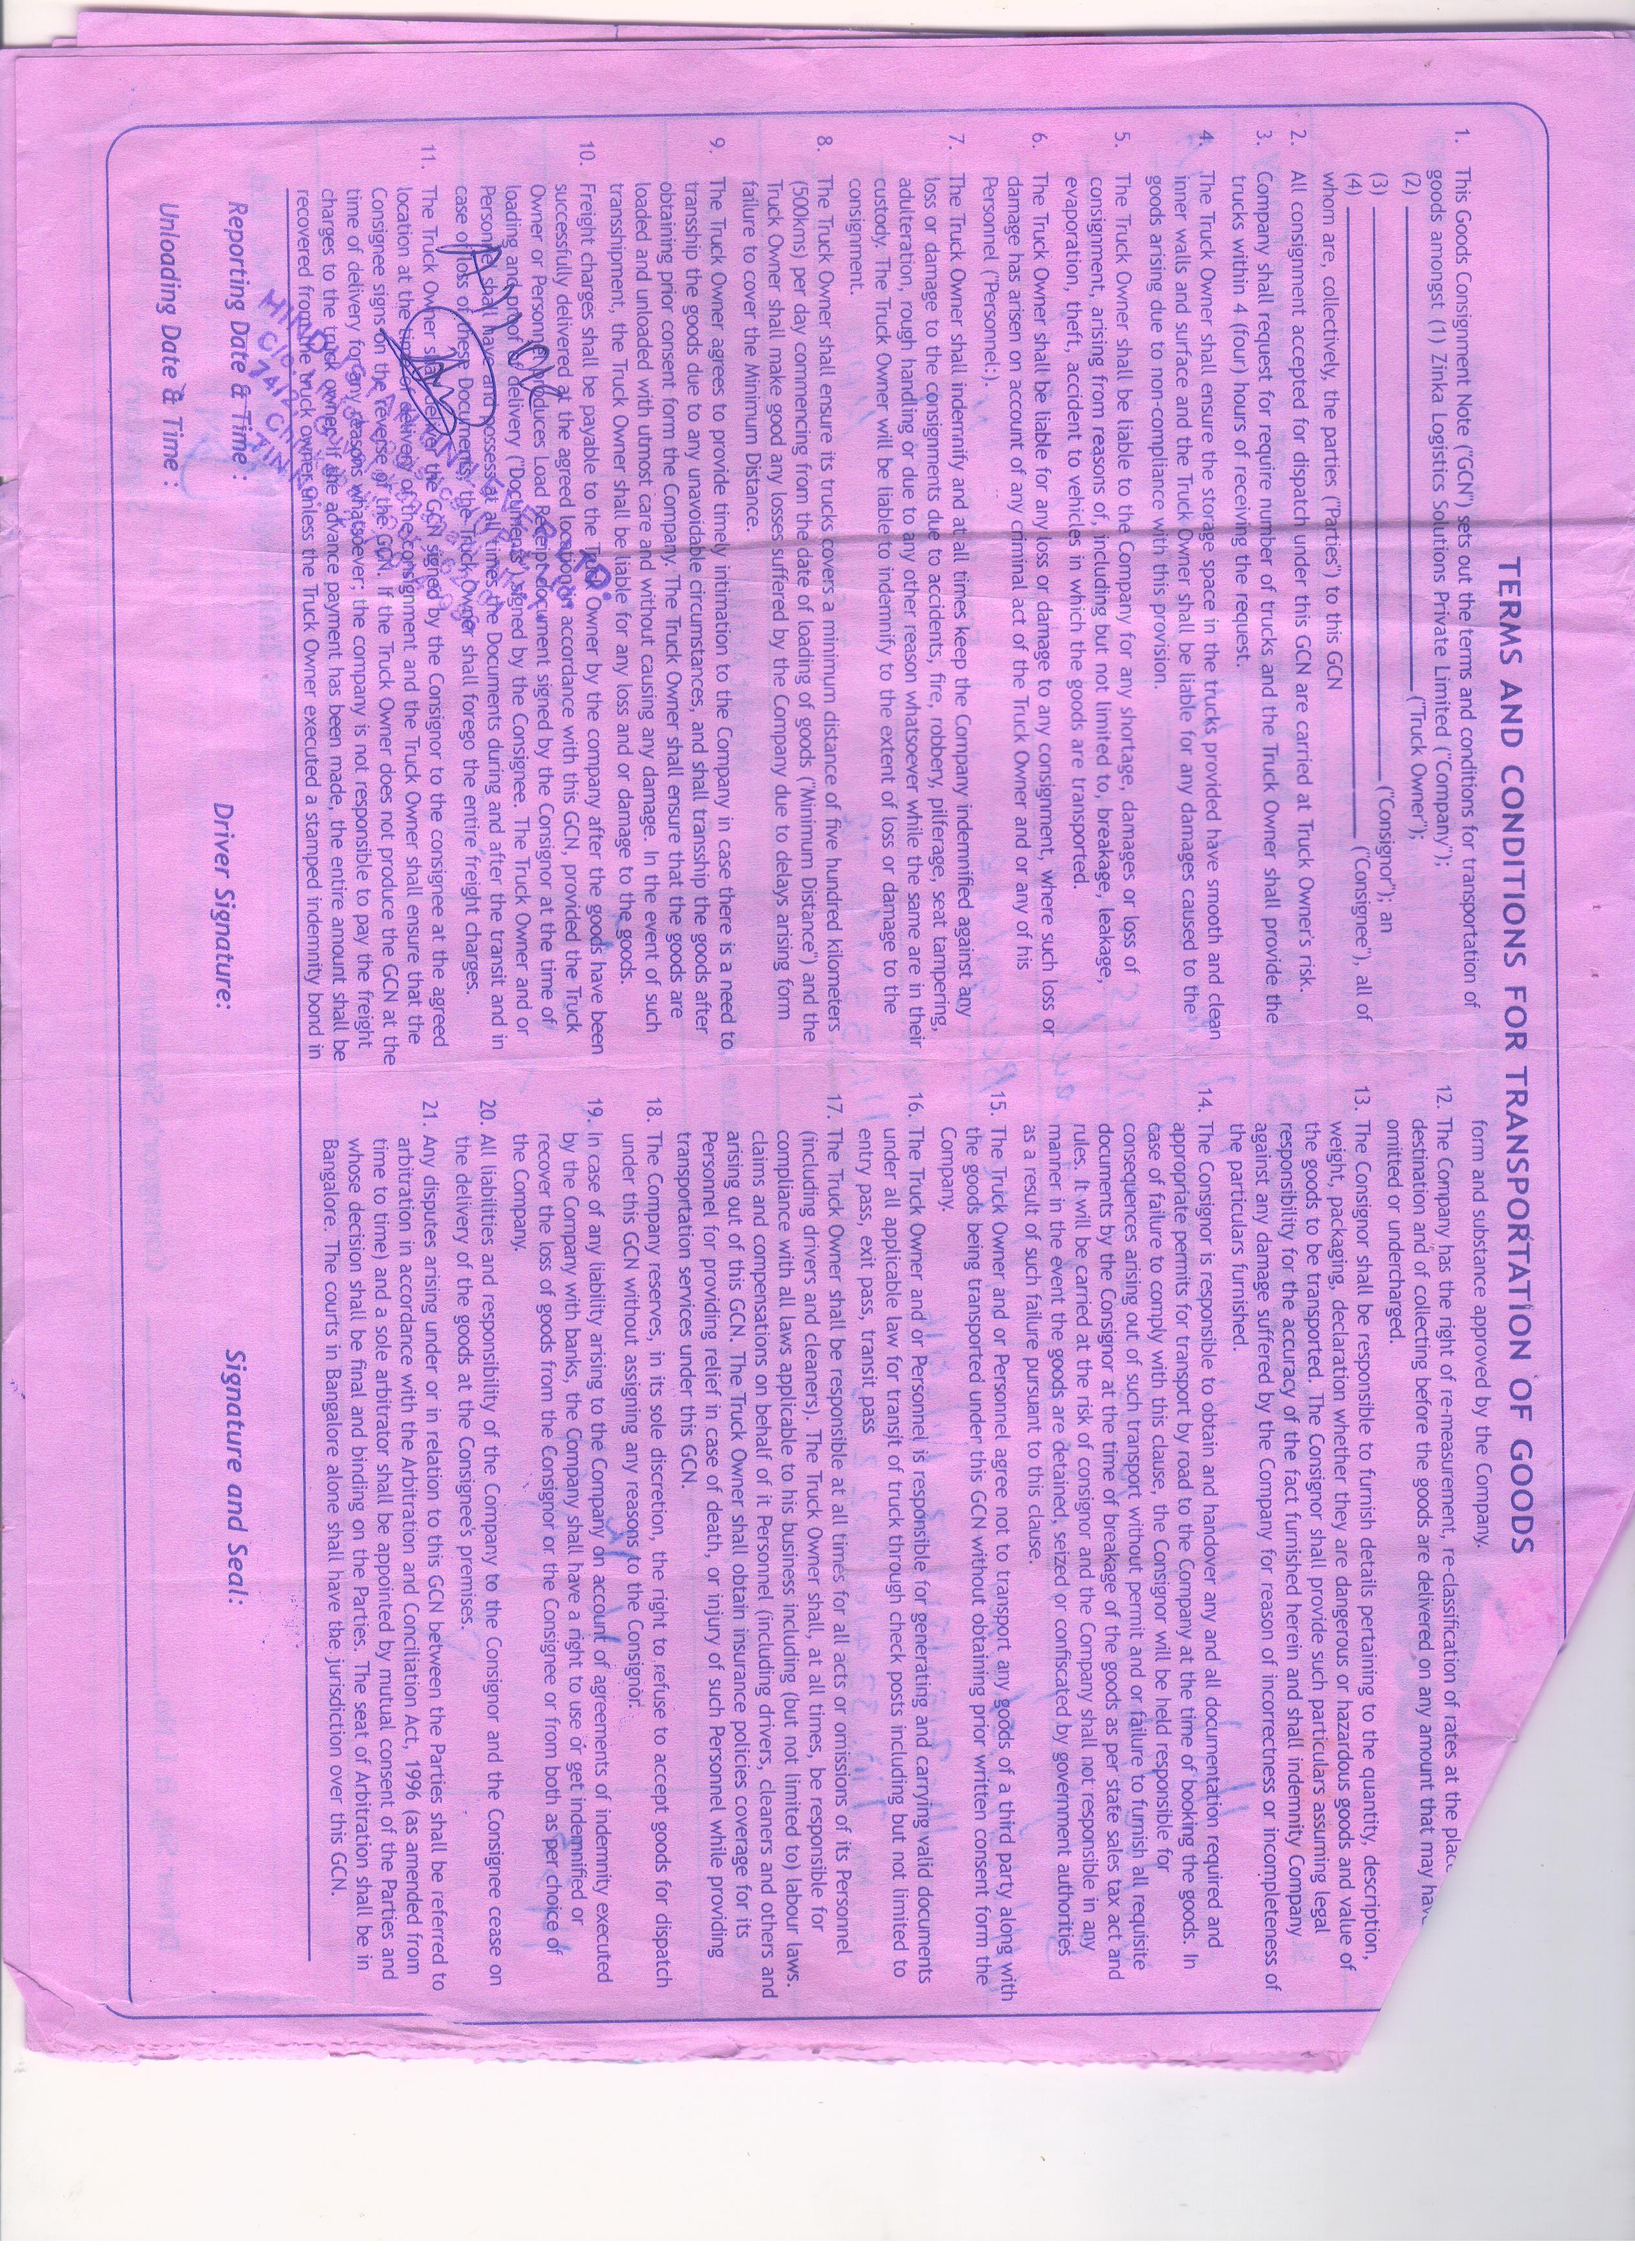 TERMS AND CONDITIONS FOR TRANSPORTATION OF GOODS
1. This Goods Consignment Note ("GCN") sets out the terms and conditions for transportation of
goods amongst (1) Zinka Logistics Solutions Private Limited ("Company");
(2) ("Truck Owner");
(3) ("Consignor"); an
(4) ("Consignee"), all of
whom are, collectively, the parties ("Parties") to this GCN
2. All consignment accepted for dispatch under this GCN are carried at Truck Owner's risk.
3. Company shall request for require number of trucks and the Truck Owner shall provide the
trucks within 4 (four) hours of receiving the request.
4. The Truck Owner shall ensure the storage space in the trucks provided have smooth and clean
inner walls and surface and the Truck Owner shall be liable for any damages caused to the
goods arising due to non-compliance with this provision.
5. The Truck Owner shall be liable to the Company for any shortage, damages or loss of
consignment, arising from reasons of, including but not limited to, breakage, leakage,
evaporation, theft, accident to vehicles in which the goods are transported.
6. The Truck Owner shall be liable for any loss or damage to any consignment, where such loss or
damage has arisen on account of any criminal act of the Truck Owner and or any of his
Personnel ("Personnel:).
7. The Truck Owner shall indemnify and at all times keep the Company indemnified against any
loss or damage to the consignments due to accidents, fire, robbery, pilferage, seat tampering,
adulteration, rough handling or due to any other reason whatsoever while the same are in their
custody. The Truck Owner will be liable to indemnify to the extent of loss or damage to the
consignment.
8. The Truck Owner shall ensure its trucks covers a minimum distance of five hundred kilometers
(500kms) per day commencing from the date of loading of goods ("Minimum Distance") and the
Truck Owner shall make good any losses suffered by the Company due to delays arising form
failure to cover the Minimum Distance.
9. The Truck Owner agrees to provide timely intimation to the Company in case there is a need to
transship the goods due to any unavoidable circumstances, and shall transship the goods after
obtaining prior consent form the Company. The Truck Owner shall ensure that the goods are
loaded and unloaded with utmost care and without causing any damage. In the event of such
transshipment, the Truck Owner shall be liable for any loss and or damage to the goods.
10. Freight charges shall be payable to the Truck Owner by the company after the goods have been
successfully delivered at the agreed location in accordance with this GCN, provided the Truck
Owner or Personnel produces Load Receipt document signed by the Consignor at the time of
loading and proof of delivery ("Documents") signed by the Consignee. The Truck Owner and or
Personnel shall have and possess at all times the Documents during and after the transit and in
case of loss of these Documents, the Truck Owner shall forego the entire freight charges.
11. The Truck Owner shall deliver the GCN signed by the Consignor to the consignee at the agreed
location at the time of delivery of the consignment and the Truck Owner shall ensure that the
Consignee signs on the reverse of the GCN. If the Truck Owner does not produce the GCN at the
time of delivery for any reasons whatsoever; the company is not responsible to pay the freight
charges to the truck owner. If the advance payment has been made, the entire amount shall be
recovered from the truck owner unless the Truck Owner executed a stamped indemnity bond in
form and substance approved by the Company.
12. The Company has the right of re-measurement, re-classification of rates at the place
destination and of collecting before the goods are delivered on any amount that may have
omitted or undercharged.
13. The Consignor shall be responsible to furnish details pertaining to the quantity, description,
weight, packaging, declaration whether they are dangerous or hazardous goods and value of
the goods to be transported. The Consignor shall provide such particulars assuming legal
responsibility for the accuracy of the fact furnished herein and shall indemnity Company
against any damage suffered by the Company for reason of incorrectness or incompleteness of
the particulars furnished.
14. The Consignor is responsible to obtain and handover any and all documentation required and
appropriate permits for transport by road to the Company at the time of booking the goods. In
case of failure to comply with this clause, the Consignor will be held responsible for
consequences arising out of such transport without permit and or failure to furnish all requisite
documents by the Consignor at the time of breakage of the goods as per state sales tax act and
rules. It will be carried at the risk of consignor and the Company shall not responsible in any
manner in the event the goods are detained, seized or confiscated by government authorities
as a result of such failure pursuant to this clause.
15. The Truck Owner and or Personnel agree not to transport any goods of a third party along with
the goods being transported under this GCN without obtaining prior written consent form the
Company.
16. The Truck Owner and or Personnel is responsible for generating and carrying valid documents
under all applicable law for transit of truck through check posts including but not limited to
entry pass, exit pass, transit pass
17. The Truck Owner shall be responsible at all times for all acts or omissions of its Personnel
(including drivers and cleaners). The Truck Owner shall, at all times, be responsible for
compliance with all laws applicable to his business including (but not limited to) labour laws.
claims and compensations on behalf of it Personnel (including drivers, cleaners and others and
arising out of this GCN. The Truck Owner shall obtain insurance policies coverage for its
Personnel for providing relief in case of death, or injury of such Personnel while providing
transportation services under this GCN.
18. The Company reserves, in its sole discretion, the right to refuse to accept goods for dispatch
under this GCN without assigning any reasons to the Consignor.
19. In case of any liability arising to the Company on account of agreements of indemnity executed
by the Company with banks, the Company shall have a right to use or get indemnified or
recover the loss of goods from the Consignor or the Consignee or from both as per choice of
the Company.
20. All liabilities and responsibility of the Company to the Consignor and the Consignee cease on
the delivery of the goods at the Consignee's premises.
21. Any disputes arising under or in relation to this GCN between the Parties shall be referred to
arbitration in accordance with the Arbitration and Conciliation Act, 1996 (as amended from
time to time) and a sole arbitrator shall be appointed by mutual consent of the Parties and
whose decision shall be final and binding on the Parties. The seat of Arbitration shall be in
Bangalore. The courts in Bangalore alone shall have the jurisdiction over this GCN.
Reporting Date & Time: Driver Signature: Signature and Seal:
Unloading Date & Time :